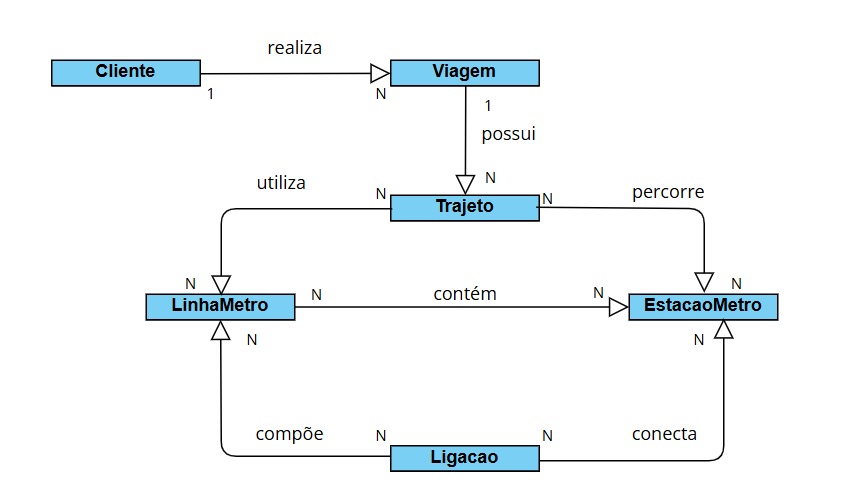 realiza
Cliente
Viagem
1
N
1
possui
N
utiliza
N
Trajeto
N
percorre
N
N
LinhaMetro
N
contém
N
EstacaoMetro
N
N
compõe
N
Ligacao
N
conecta